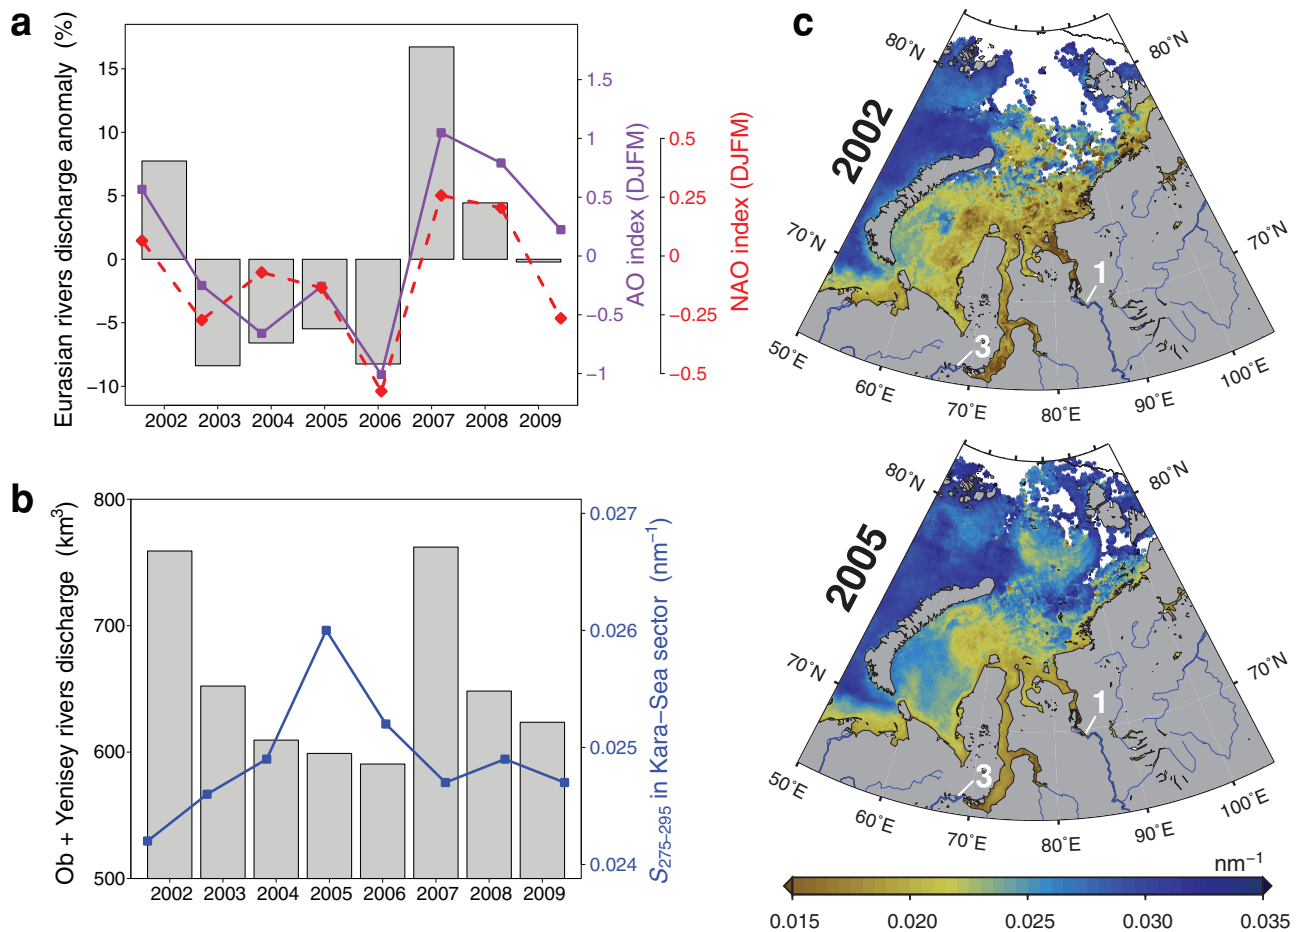 a
Eurasian rivers discharge anomaly (%)
15
10
5
0
−5
−10
2002 2003 2004 2005 2006 2007 2008 2009
1.5
1
0.5
0
−0.5
−1
AO index (DJFM)
0.5
0.25
0
−0.25
−0.5
NAO index (DJFM)
b
Ob + Yenisey rivers discharge (km³)
800
700
600
500
2002 2003 2004 2005 2006 2007 2008 2009
0.027
0.026
0.025
0.024
S275−295 in Kara−Sea sector (nm−1)
c
2002
80˚N
80˚N
70˚N
70˚N
1
3
50˚E
60˚E
70˚E
80˚E
90˚E
100˚E
2005
80˚N
80˚N
70˚N
70˚N
1
3
50˚E
60˚E
70˚E
80˚E
90˚E
100˚E
nm−1
0.015 0.020 0.025 0.030 0.035